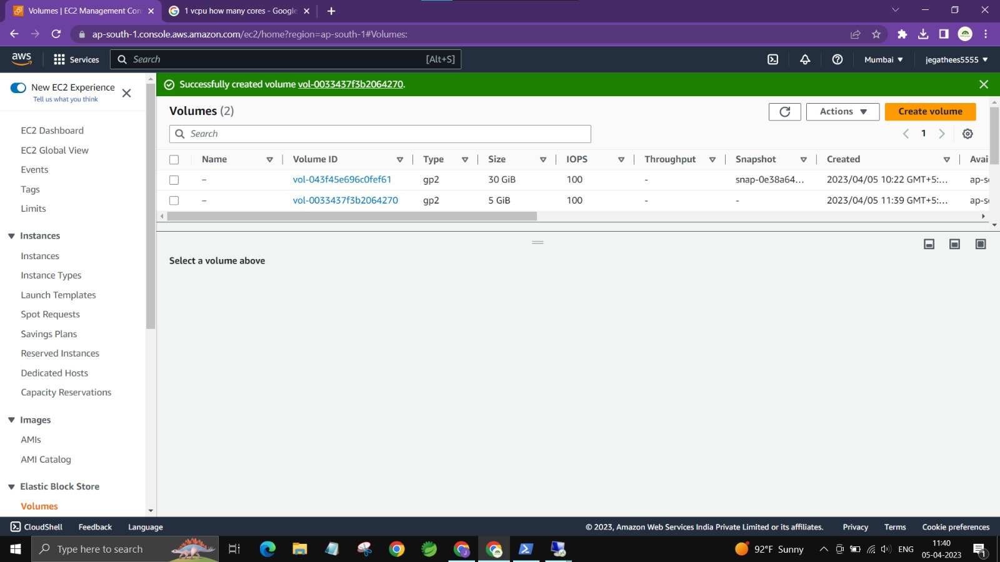 Volumes | EC2 Management Con
1 vcpu how many cores - Google
ap-south-1.console.aws.amazon.com/ec2/home?region=ap-south-1#Volumes:
aws
Services
Search
[Alt+S]
Mumbai
jegathees5555
New EC2 Experience
Tell us what you think
Successfully created volume vol-0033437f3b2064270.
EC2 Dashboard
EC2 Global View
Events
Tags
Limits
Instances
Instances
Instance Types
Launch Templates
Spot Requests
Savings Plans
Reserved Instances
Dedicated Hosts
Capacity Reservations
Images
AMIs
AMI Catalog
Elastic Block Store
Volumes
Volumes (2)
Actions
Create volume
Search
1
Name Volume ID Type Size IOPS Throughput Snapshot Created Avai
– vol-043f45e696c0fef61 gp2 30 GiB 100 - snap-0e38a64... 2023/04/05 10:22 GMT+5:... ap-s
– vol-0033437f3b2064270 gp2 5 GiB 100 - - 2023/04/05 11:39 GMT+5:... ap-s
Select a volume above
CloudShell Feedback Language
© 2023, Amazon Web Services India Private Limited or its affiliates. Privacy Terms Cookie preferences
Type here to search
92°F Sunny
ENG
11:40
05-04-2023
1